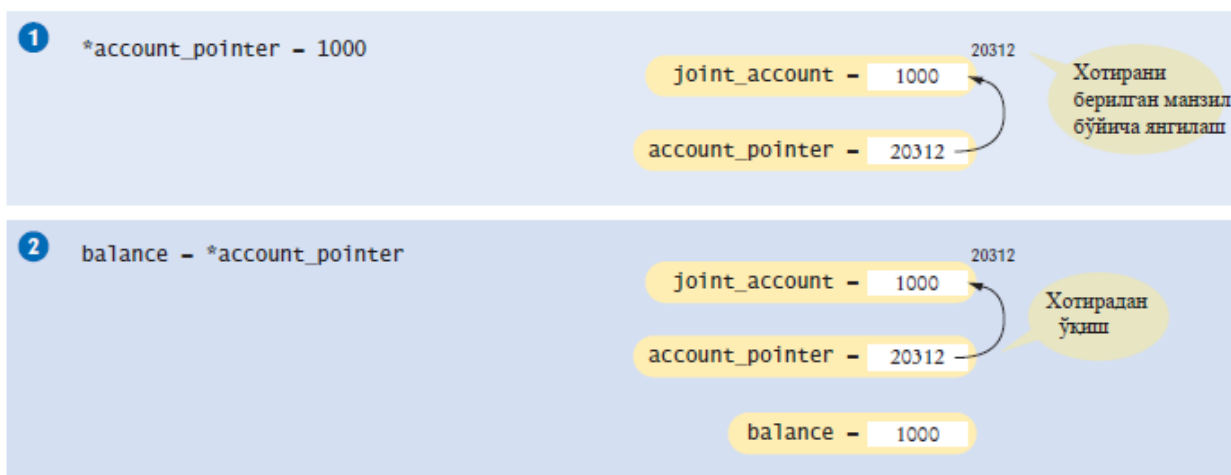 1
*account_pointer = 1000
20312
joint_account = 1000
account_pointer = 20312
Хотирани
берилган манзил
бўйича янгилаш
2
balance = *account_pointer
20312
joint_account = 1000
account_pointer = 20312
balance = 1000
Хотирадан
ўқиш